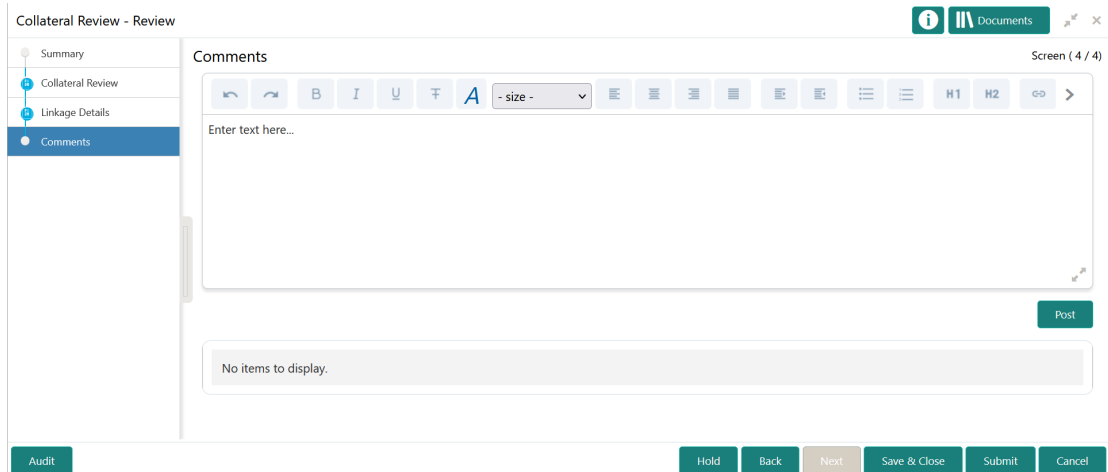 Collateral Review - Review
Documents
Summary
Collateral Review
Linkage Details
Comments
Comments
Screen ( 4 / 4)
B I U T A - size - H1 H2
Enter text here...
Post
No items to display.
Audit
Hold Back Next Save & Close Submit Cancel